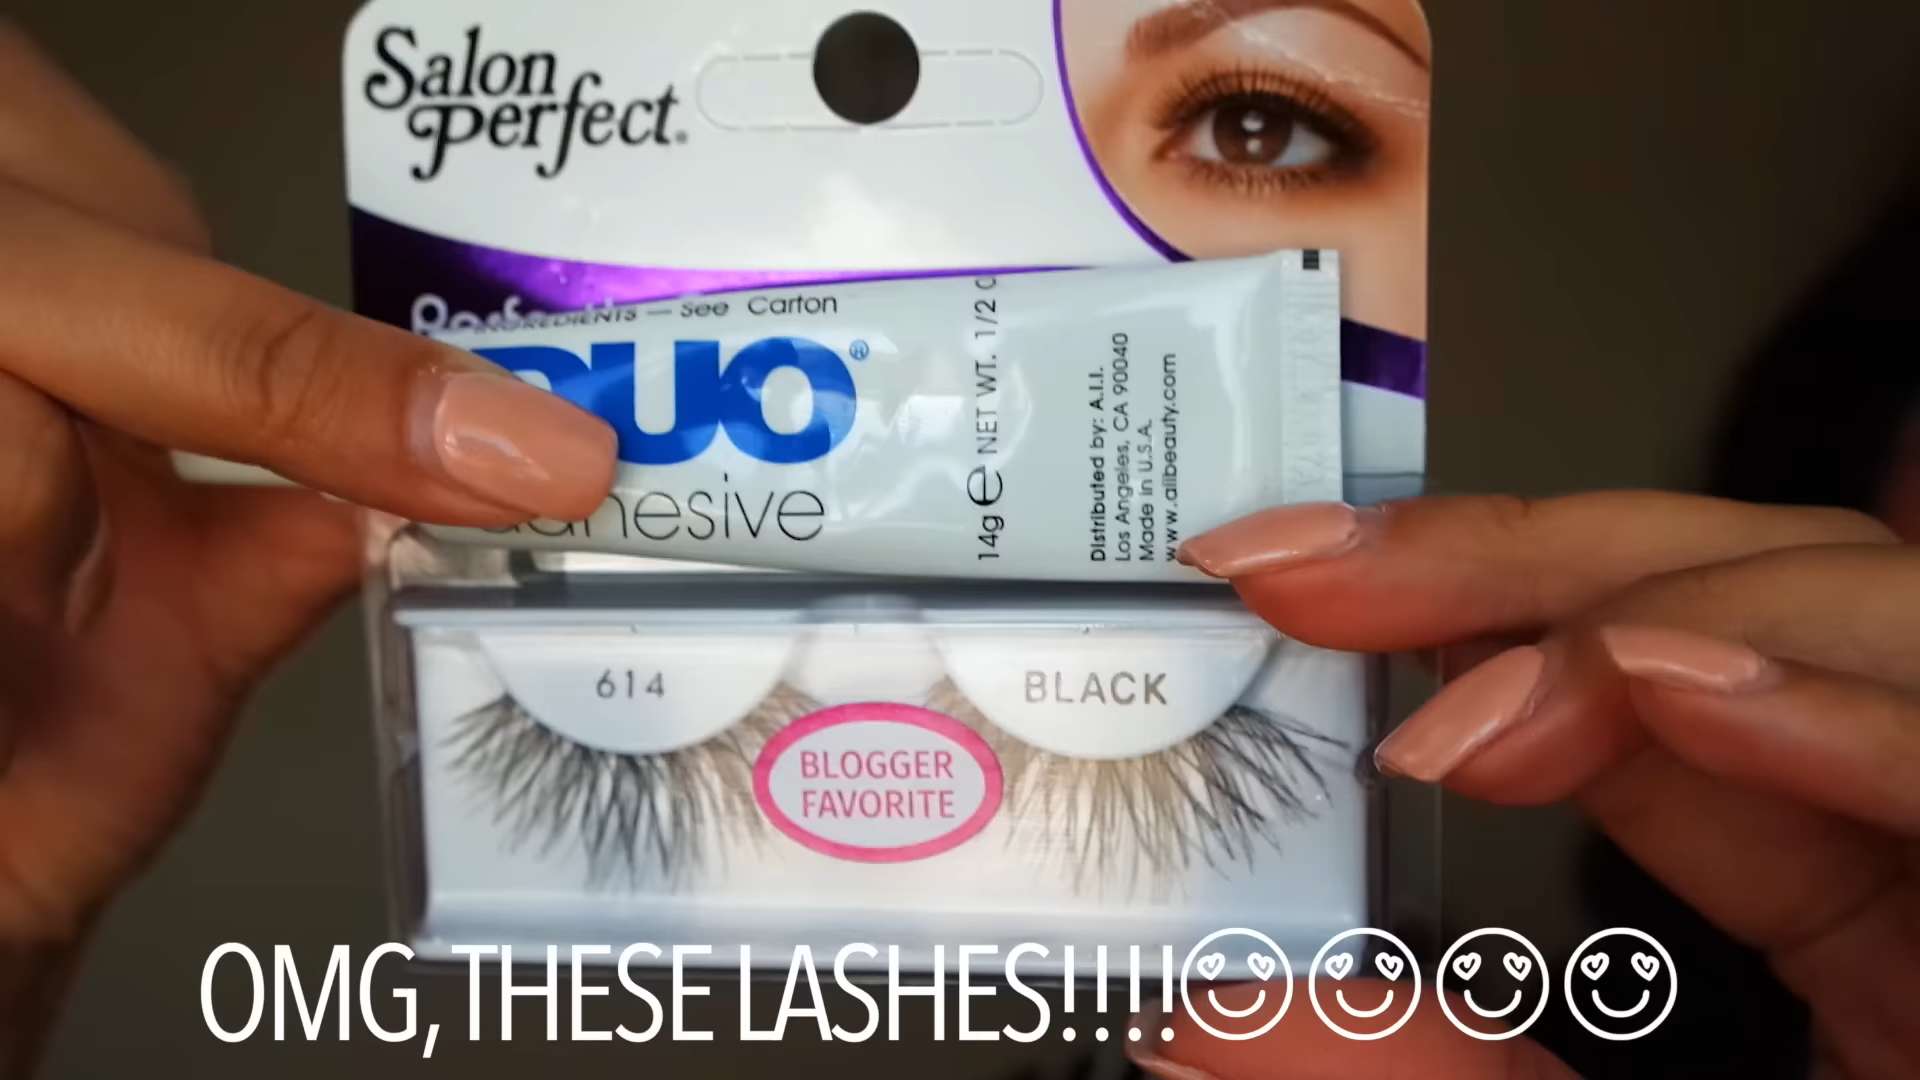 Salon
Perfect®
INGREDIENTS — See Carton
DUO®
adhesive
14g e NET WT. 1/2
Distributed by: A.I.I.
Los Angeles, CA 90040
Made in U.S.A.
www.aiibeauty.com
614
BLACK
BLOGGER
FAVORITE
OMG,THESE LASHES!!!!😍😍😍😍